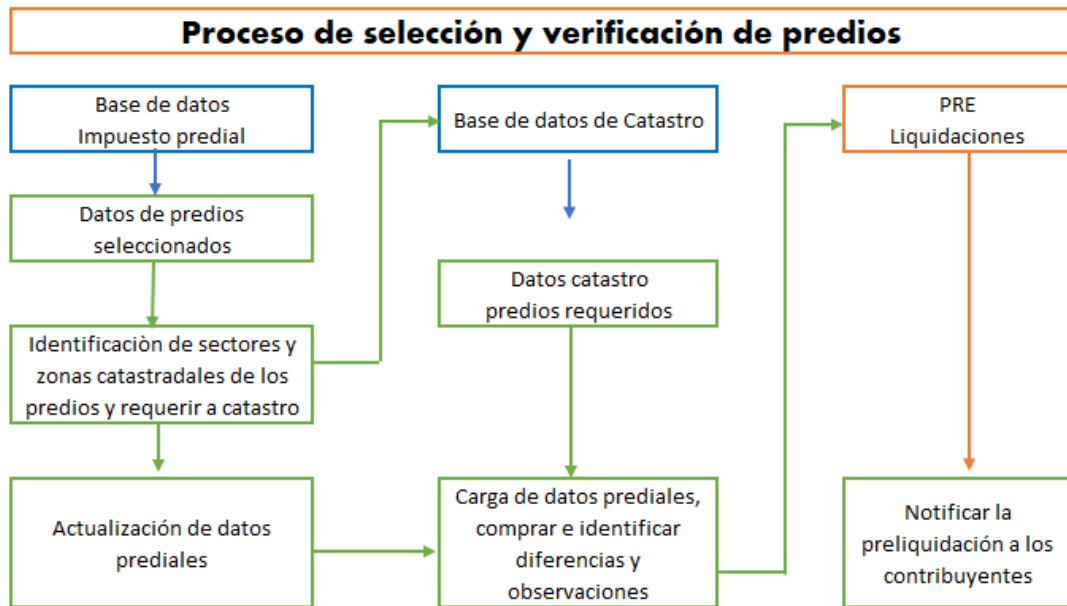 Proceso de selección y verificación de predios
Base de datos
Impuesto predial
Datos de predios
seleccionados
Identificaciòn de sectores y
zonas catastradales de los
predios y requerir a catastro
Actualización de datos
prediales
Base de datos de Catastro
Datos catastro
predios requeridos
Carga de datos prediales,
comprar e identificar
diferencias y
observaciones
PRE
Liquidaciones
Notificar la
preliquidación a los
contribuyentes